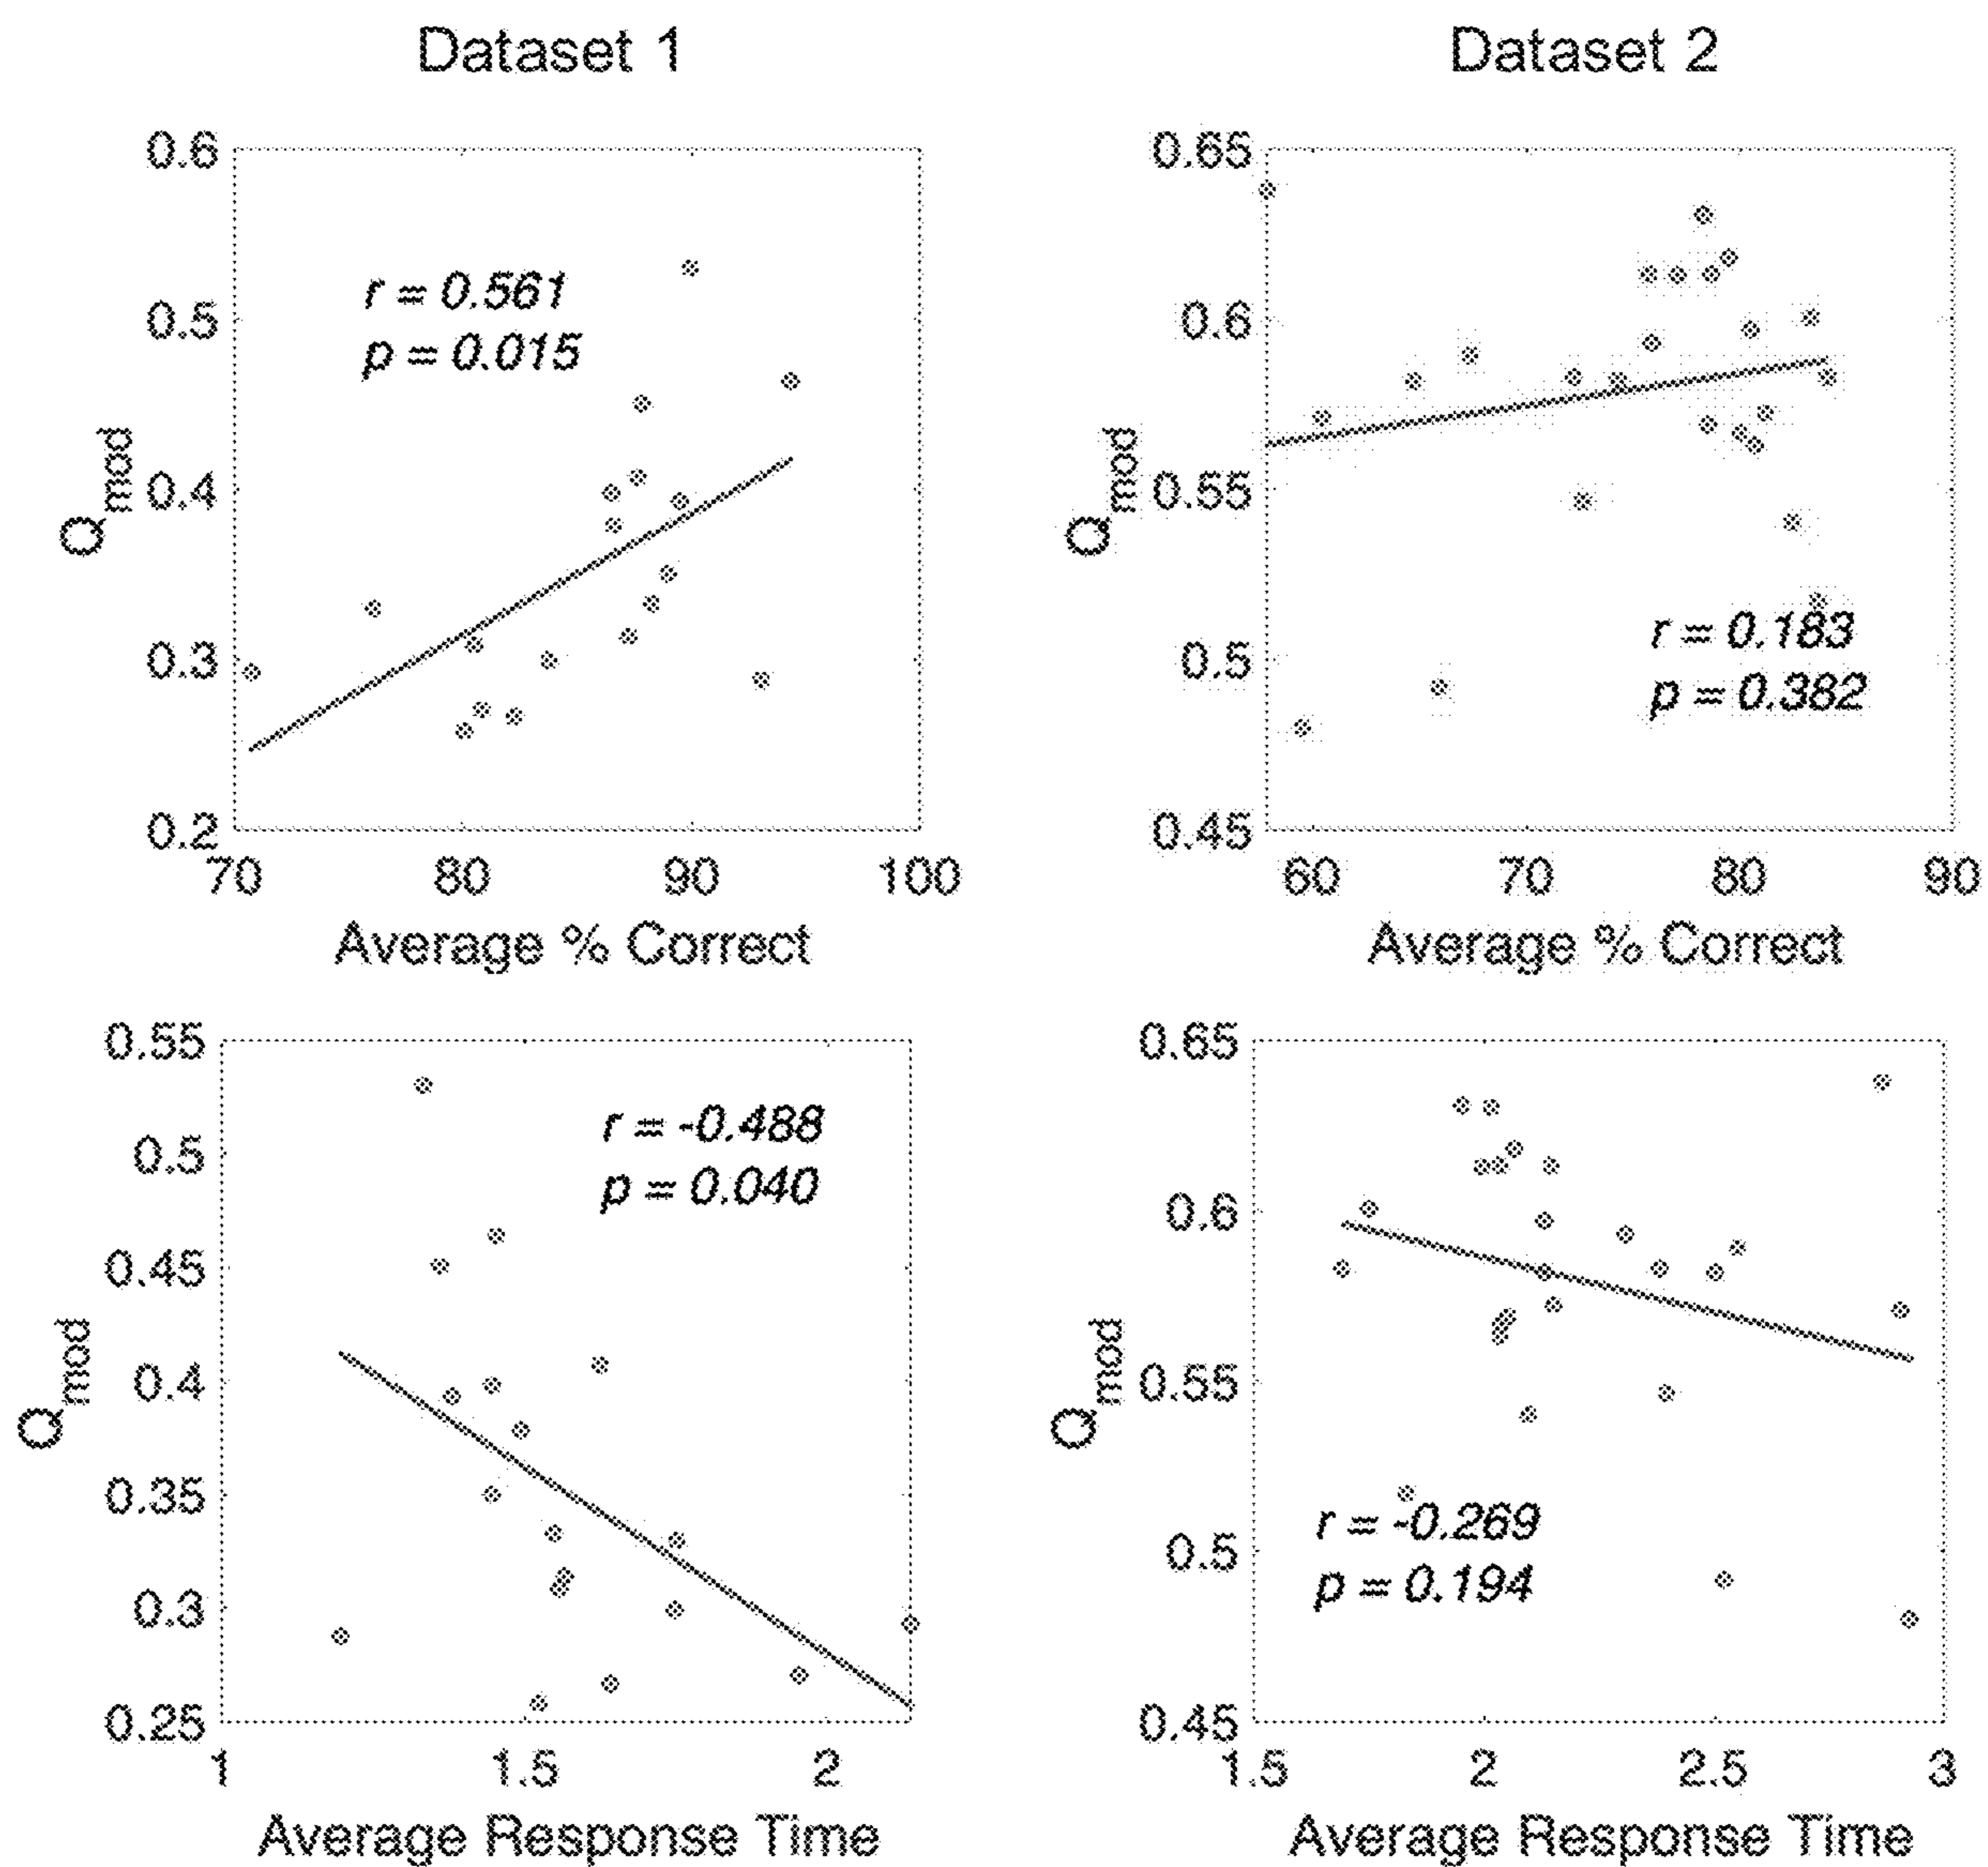 Dataset 1
Dataset 2
0.6
0.5
0.4
0.3
0.2
Qmod
r = 0.561
p = 0.015
70 80 90 100
Average % Correct
0.65
0.6
0.55
0.5
0.45
Qmod
r = 0.183
p = 0.382
60 70 80 90
Average % Correct
0.55
0.5
0.45
0.4
0.35
0.3
0.25
Qmod
r = -0.488
p = 0.040
1 1.5 2
Average Response Time
0.65
0.6
0.55
0.5
0.45
Qmod
r = -0.269
p = 0.194
1.5 2 2.5 3
Average Response Time